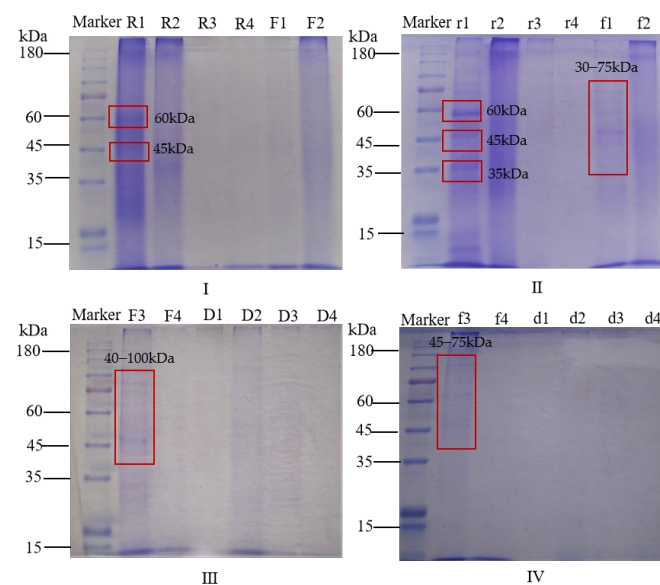 kDa
Marker R1 R2 R3 R4 F1 F2
180
60
45
35
15
60kDa
45kDa
I
kDa
Marker r1 r2 r3 r4 f1 f2
180
60
45
35
15
30–75kDa
60kDa
45kDa
35kDa
II
kDa
Marker F3 F4 D1 D2 D3 D4
180
60
45
35
15
40–100kDa
III
kDa
Marker f3 f4 d1 d2 d3 d4
180
60
45
35
15
45–75kDa
IV